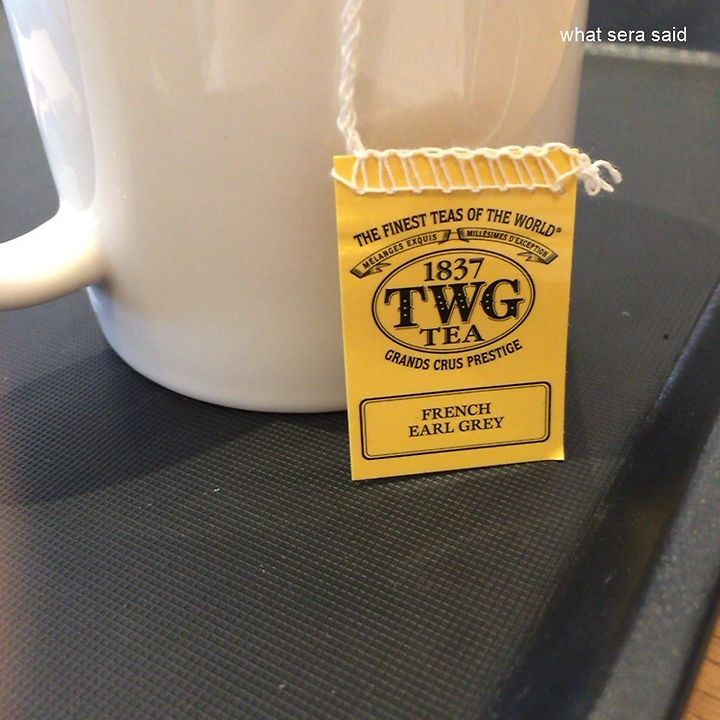 what sera said
THE FINEST TEAS OF THE WORLD®
MÉLANGES EXQUIS MILLÉSIMES D'EXCEPTION
1837
TWG
TEA
GRANDS CRUS PRESTIGE
FRENCH
EARL GREY